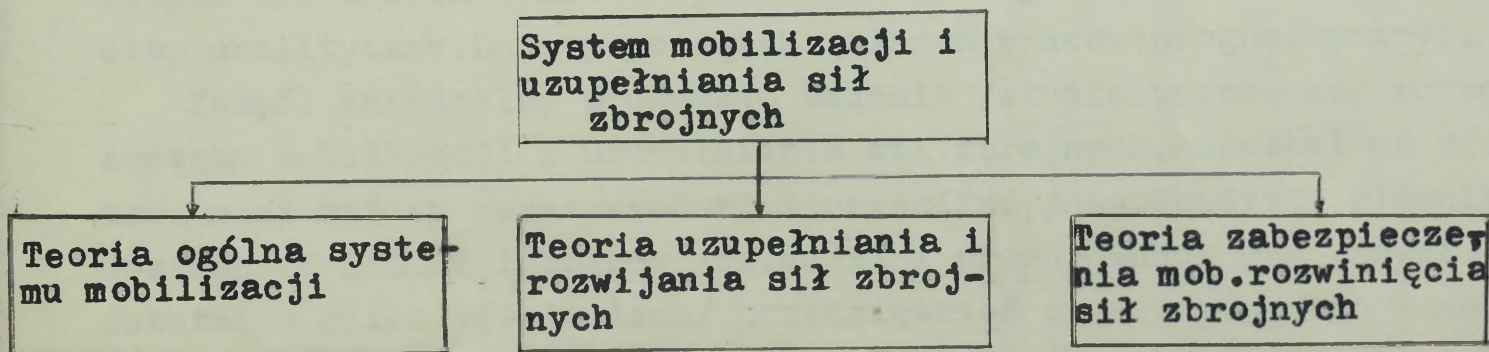 System mobilizacji i
uzupełniania sił
zbrojnych
Teoria ogólna syste-
mu mobilizacji
Teoria uzupełniania i
rozwijania sił zbroj-
nych
Teoria zabezpiecze-
nia mob.rozwinięcia
sił zbrojnych